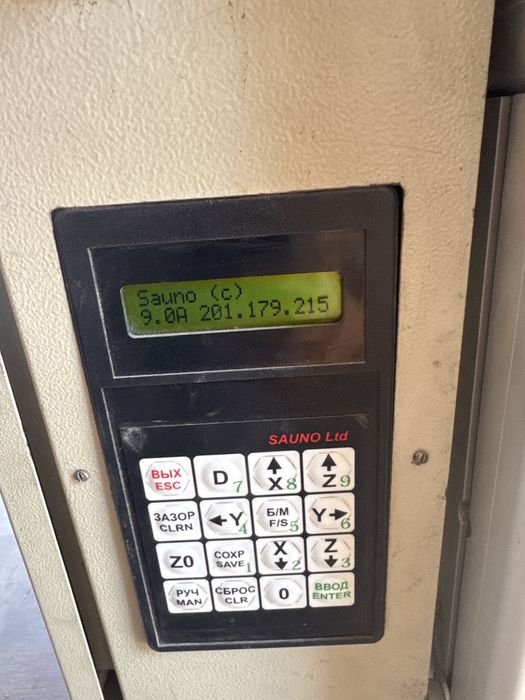 Sauno (c)
9.0A 201.179.215
SAUNO Ltd
ВЫХ
ESC
D 7
X 8
Z 9
ЗАЗОР
CLRN
Y 4
Б/М
F/S 5
Y 6
Z0
СОХР
SAVE 1
X 2
Z 3
РУЧ
MAN
СБРОС
CLR
0
ВВОД
ENTER